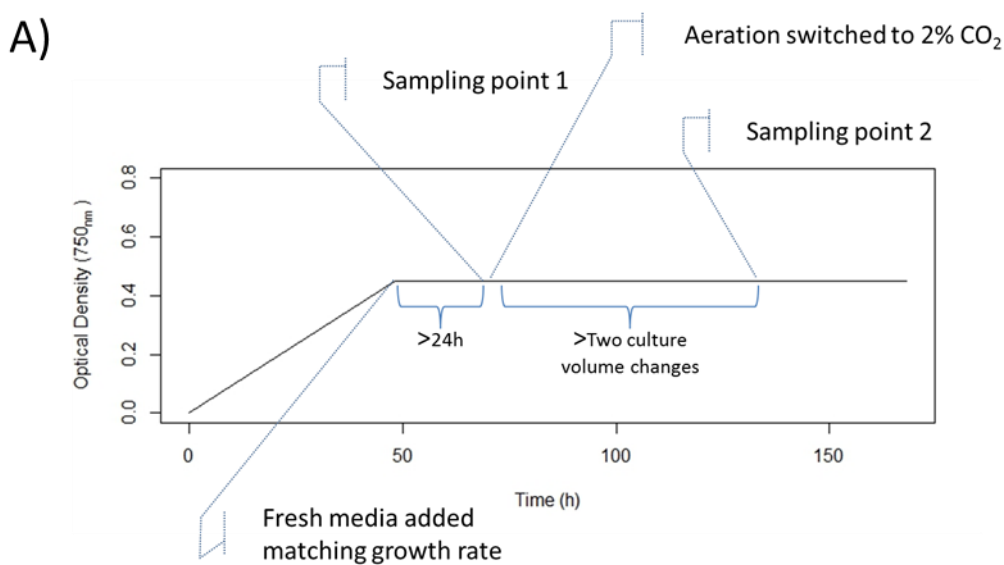 A)
Aeration switched to 2% CO₂
Sampling point 1
Sampling point 2
Optical Density (750nm)
0.8
0.6
0.4
0.2
0.0
>24h
>Two culture
volume changes
0
50
100
150
Time (h)
Fresh media added
matching growth rate